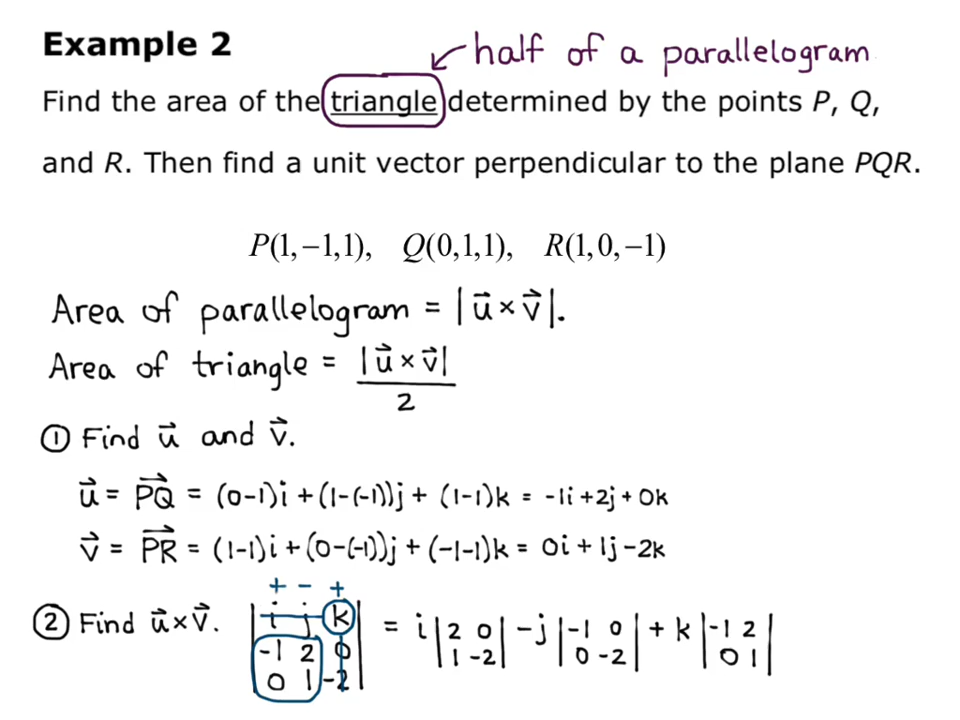 Example 2
half of a parallelogram
Find the area of the triangle determined by the points P, Q,
and R. Then find a unit vector perpendicular to the plane PQR.
P(1,−1,1), Q(0,1,1), R(1,0,−1)
Area of parallelogram = |u⃗ × v⃗|.
Area of triangle = |u⃗ × v⃗|
2
① Find u⃗ and v⃗.
u⃗ = PQ⃗ = (0-1)i + (1-(-1))j + (1-1)k = -1i + 2j + 0k
v⃗ = PR⃗ = (1-1)i + (0-(-1))j + (-1-1)k = 0i + 1j - 2k
+ - +
② Find u⃗×v⃗. |i j k| = i |2 0| - j |-1 0| + k |-1 2|
|-1 2 0| |1 -2| |0 -2| |0 1|
|0 1 -2|